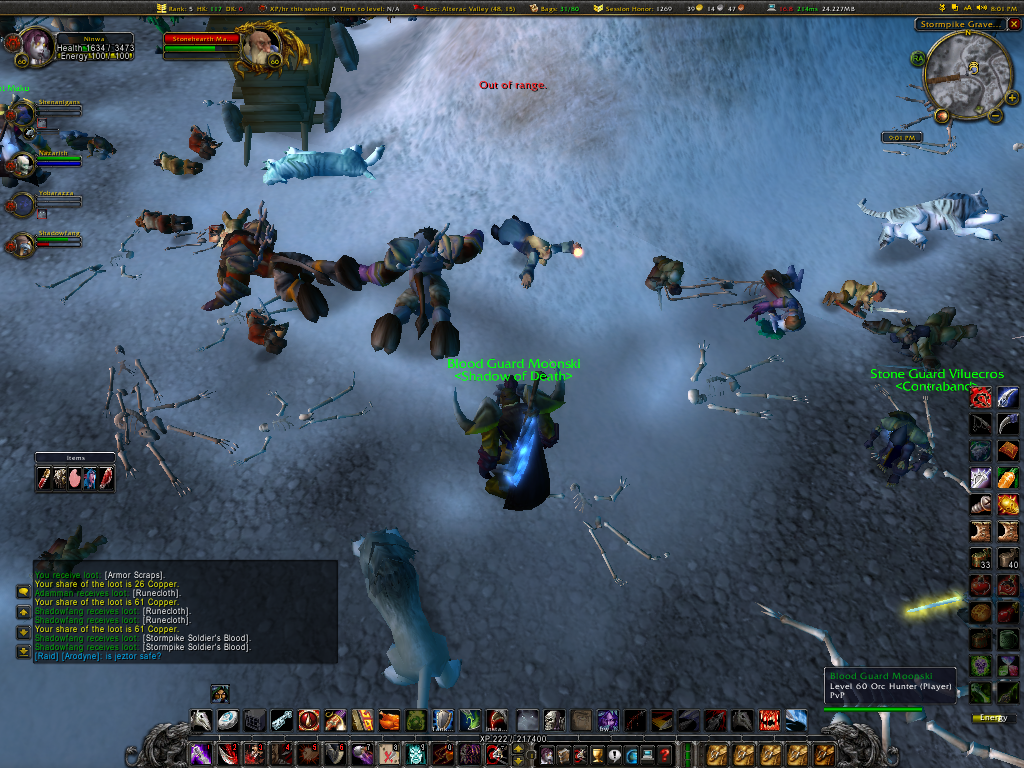 Rank: 5 HK: 117 DK: 0 XP/hr this session: 0 Time to level: N/A Loc: Alterac Valley (48, 15) Bags: 31/80 Session Honor: 1269 39 14 47 214ms 24.227MB 9:01 PM
Ninwa
Health 1634 / 3473
Energy 100 / 100
60
Stonehearth Ma...
60
Stormpike Grave...
N
RA
9:01 PM
Out of range.
Shenanigans
Nazarith
Yobarazza
Shadowfang
Blood Guard Moonski
<Shadow of Death>
Stone Guard Viluecros
<Contraband>
Items
You receive loot: [Armor Scraps].
Your share of the loot is 26 Copper.
Adamman receives loot: [Runecloth].
Your share of the loot is 61 Copper.
Shadowfang receives loot: [Runecloth].
Shadowfang receives loot: [Runecloth].
Your share of the loot is 61 Copper.
Shadowfang receives loot: [Stormpike Soldier's Blood].
Shadowfang receives loot: [Stormpike Soldier's Blood].
[Raid] [Arodyne]: is jeztor safe?
33
40
Blood Guard Moonski
Level 60 Orc Hunter (Player)
PvP
Energy
XP 2227 / 217400